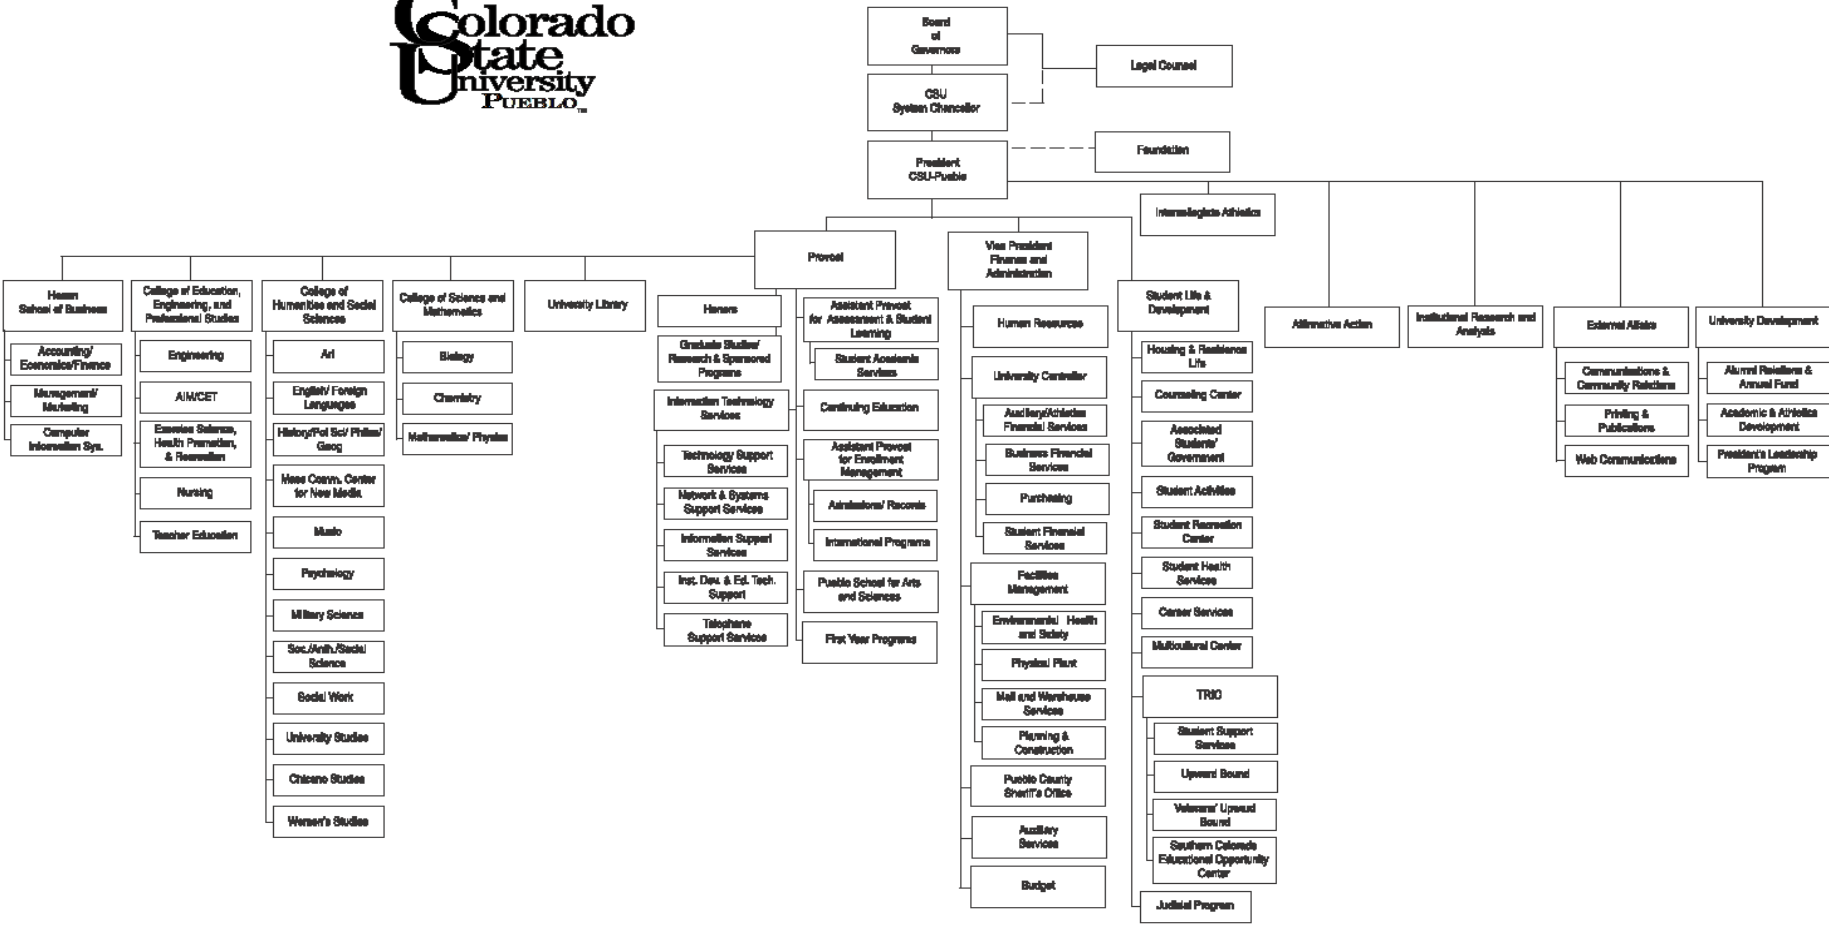 Colorado
State
University
PUEBLO™
Board
of
Governors
Legal Counsel
CSU
System Chancellor
Foundation
President
CSU-Pueblo
Intercollegiate Athletics
Provost
Vice President
Finance and
Administration
Student Life &
Development
Affirmative Action
Institutional Research and
Analysis
External Affairs
University Development
Hasan
School of Business
Accounting/
Economics/Finance
Management/
Marketing
Computer
Information Sys.
College of Education,
Engineering, and
Professional Studies
Engineering
AIM/CET
Exercise Science,
Health Promotion,
& Recreation
Nursing
Teacher Education
College of
Humanities and Social
Sciences
Art
English/ Foreign
Languages
History/Pol Sci/ Philos/
Geog
Mass Comm. Center
for New Media
Music
Psychology
Military Science
Soc./Anth./Social
Science
Social Work
University Studies
Chicano Studies
Women's Studies
College of Science and
Mathematics
Biology
Chemistry
Mathematics/ Physics
University Library
Honors
Graduate Studies/
Research & Sponsored
Programs
Information Technology
Services
Technology Support
Services
Network & Systems
Support Services
Information Support
Services
Inst. Dev. & Ed. Tech.
Support
Telephone
Support Services
Assistant Provost
for Assessment & Student
Learning
Student Academic
Services
Continuing Education
Assistant Provost
for Enrollment
Management
Admissions/ Records
International Programs
Pueblo School for Arts
and Sciences
First Year Programs
Human Resources
University Controller
Auxiliary/Athletics
Financial Services
Business Financial
Services
Purchasing
Student Financial
Services
Facilities
Management
Environmental Health
and Safety
Physical Plant
Mail and Warehouse
Services
Planning &
Construction
Pueblo County
Sheriff's Office
Auxiliary
Services
Budget
Housing & Residence
Life
Counseling Center
Associated
Students'
Government
Student Activities
Student Recreation
Center
Student Health
Services
Career Services
Multicultural Center
TRIO
Student Support
Services
Upward Bound
Veterans' Upward
Bound
Southern Colorado
Educational Opportunity
Center
Judicial Program
Communications &
Community Relations
Printing &
Publications
Web Communications
Alumni Relations &
Annual Fund
Academic & Athletics
Development
President's Leadership
Program